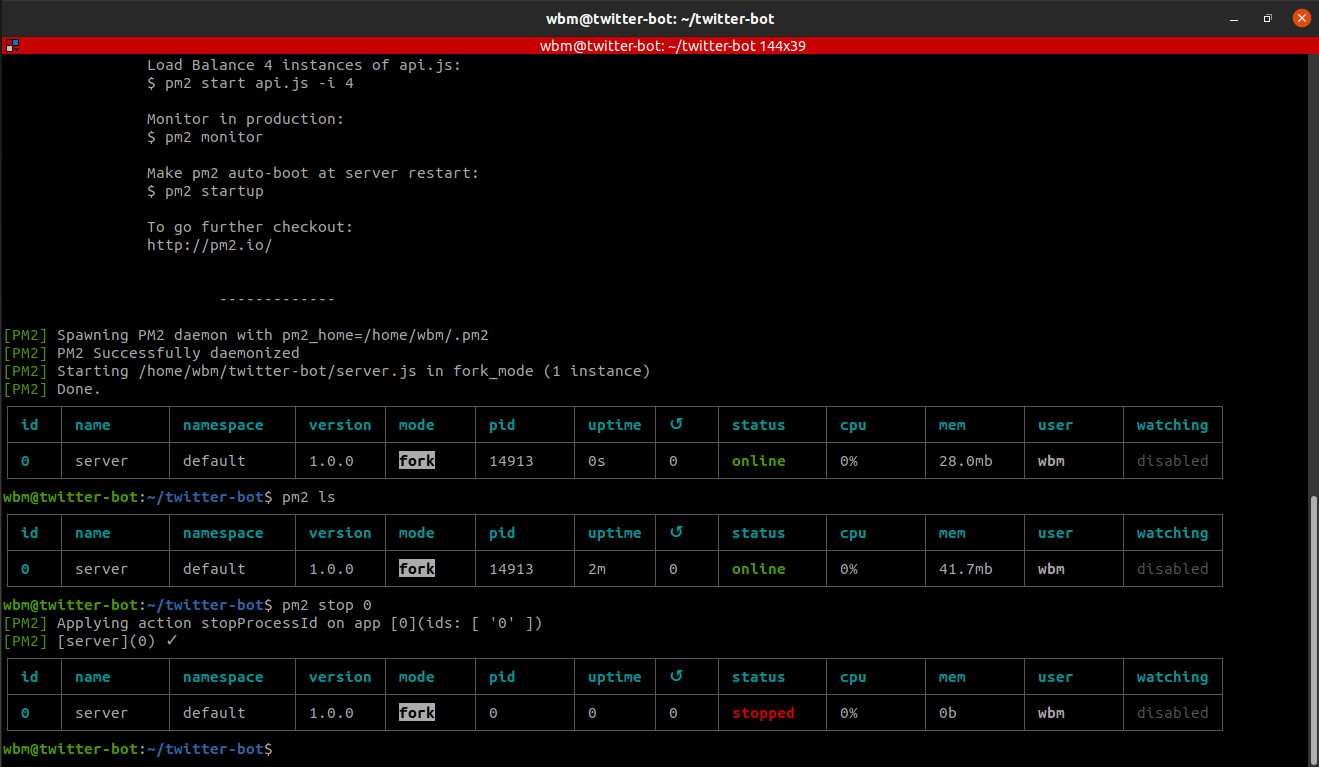 wbm@twitter-bot: ~/twitter-bot
wbm@twitter-bot: ~/twitter-bot 144x39
Load Balance 4 instances of api.js:
$ pm2 start api.js -i 4
Monitor in production:
$ pm2 monitor
Make pm2 auto-boot at server restart:
$ pm2 startup
To go further checkout:
http://pm2.io/
-------------
[PM2] Spawning PM2 daemon with pm2_home=/home/wbm/.pm2
[PM2] PM2 Successfully daemonized
[PM2] Starting /home/wbm/twitter-bot/server.js in fork_mode (1 instance)
[PM2] Done.
id name namespace version mode pid uptime ↺ status cpu mem user watching
0 server default 1.0.0 fork 14913 0s 0 online 0% 28.0mb wbm disabled
wbm@twitter-bot:~/twitter-bot$ pm2 ls
id name namespace version mode pid uptime ↺ status cpu mem user watching
0 server default 1.0.0 fork 14913 2m 0 online 0% 41.7mb wbm disabled
wbm@twitter-bot:~/twitter-bot$ pm2 stop 0
[PM2] Applying action stopProcessId on app [0](ids: [ '0' ])
[PM2] [server](0) ✓
id name namespace version mode pid uptime ↺ status cpu mem user watching
0 server default 1.0.0 fork 0 0 0 stopped 0% 0b wbm disabled
wbm@twitter-bot:~/twitter-bot$